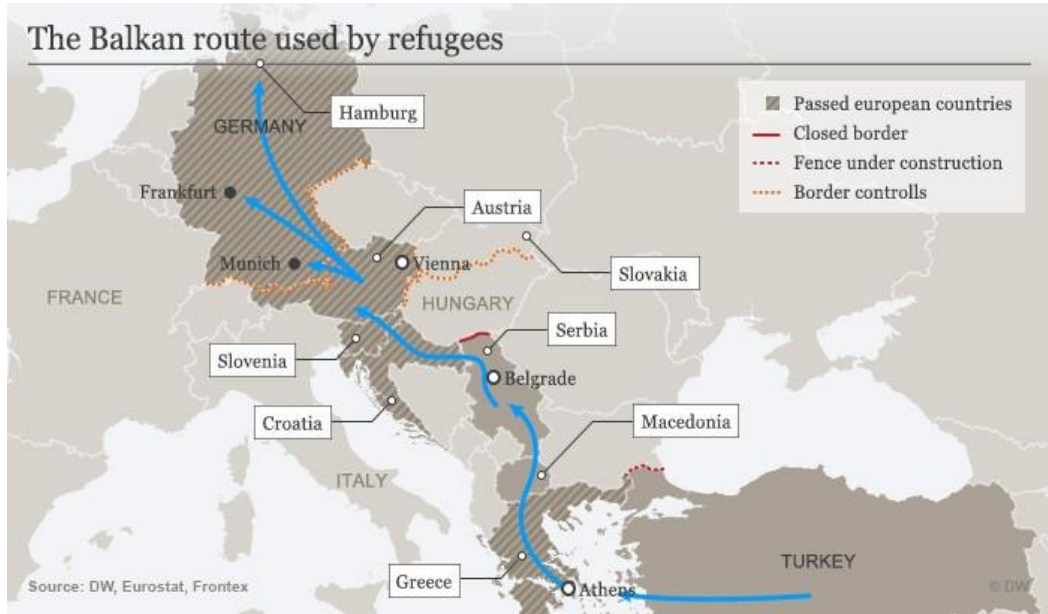 The Balkan route used by refugees
Passed european countries
Closed border
Fence under construction
Border controlls
Hamburg
GERMANY
Frankfurt
Austria
Munich
Vienna
Slovakia
FRANCE
HUNGARY
Serbia
Slovenia
Belgrade
Croatia
Macedonia
ITALY
TURKEY
Greece
Athens
Source: DW, Eurostat, Frontex
© DW